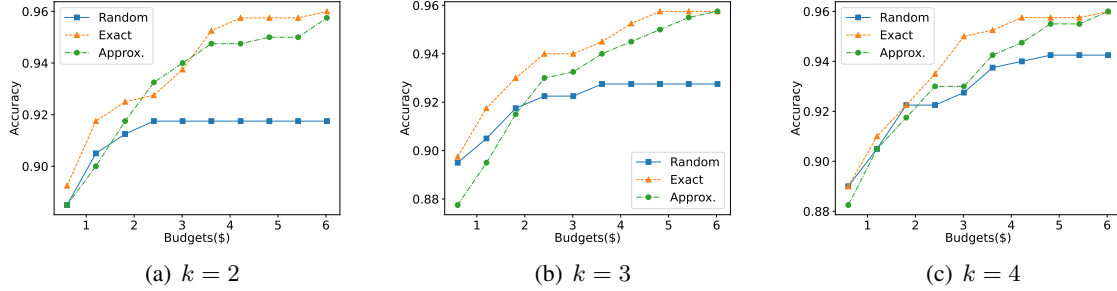 0.96
0.94
0.92
0.90
Accuracy
Random
Exact
Approx.
1 2 3 4 5 6
Budgets($)
(a) k = 2
0.96
0.94
0.92
0.90
0.88
Accuracy
Random
Exact
Approx.
1 2 3 4 5 6
Budgets($)
(b) k = 3
0.96
0.94
0.92
0.90
0.88
Accuracy
Random
Exact
Approx.
1 2 3 4 5 6
Budgets($)
(c) k = 4